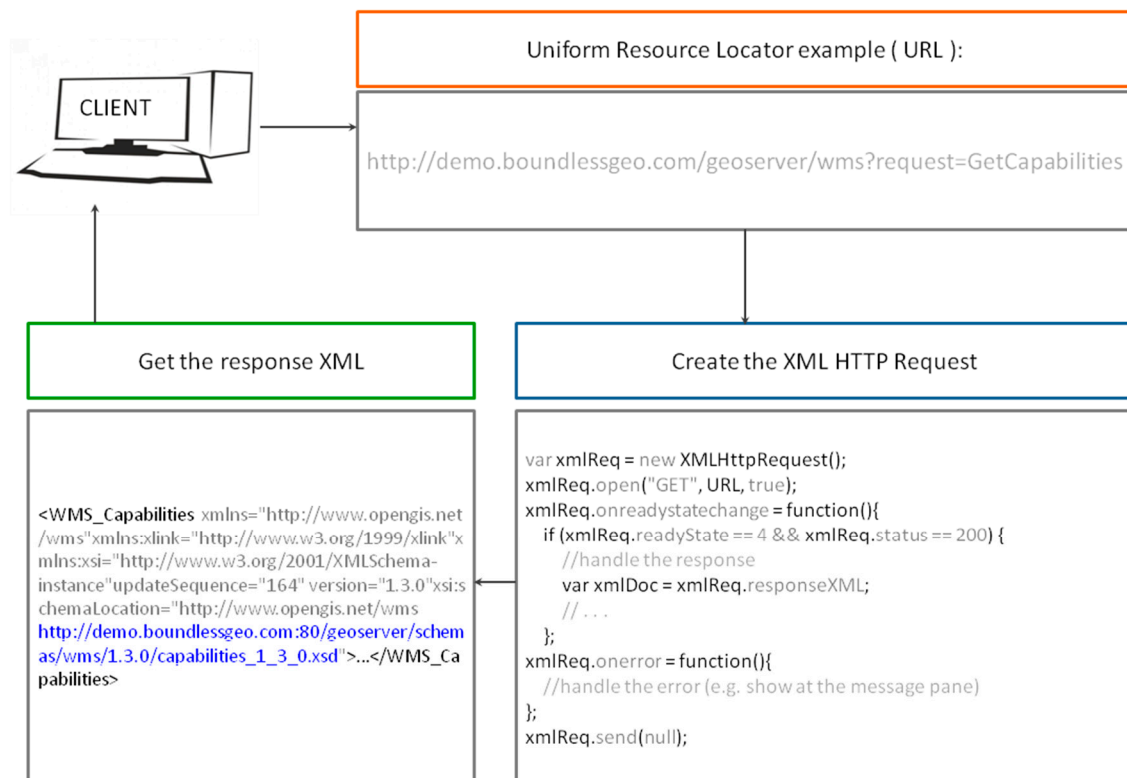 CLIENT
Uniform Resource Locator example ( URL ):
http://demo.boundlessgeo.com/geoserver/wms?request=GetCapabilities
Get the response XML
<WMS_Capabilities xmlns="http://www.opengis.net
/wms"xmlns:xlink="http://www.w3.org/1999/xlink"x
mlns:xsi="http://www.w3.org/2001/XMLSchema-
instance"updateSequence="164" version="1.3.0"xsi:s
chemaLocation="http://www.opengis.net/wms
http://demo.boundlessgeo.com:80/geoserver/schem
as/wms/1.3.0/capabilities_1_3_0.xsd">...</WMS_Ca
pabilities>
Create the XML HTTP Request
var xmlReq = new XMLHttpRequest();
xmlReq.open("GET", URL, true);
xmlReq.onreadystatechange = function(){
if (xmlReq.readyState == 4 && xmlReq.status == 200) {
//handle the response
var xmlDoc = xmlReq.responseXML;
// . . .
};
xmlReq.onerror = function(){
//handle the error (e.g. show at the message pane)
};
xmlReq.send(null);